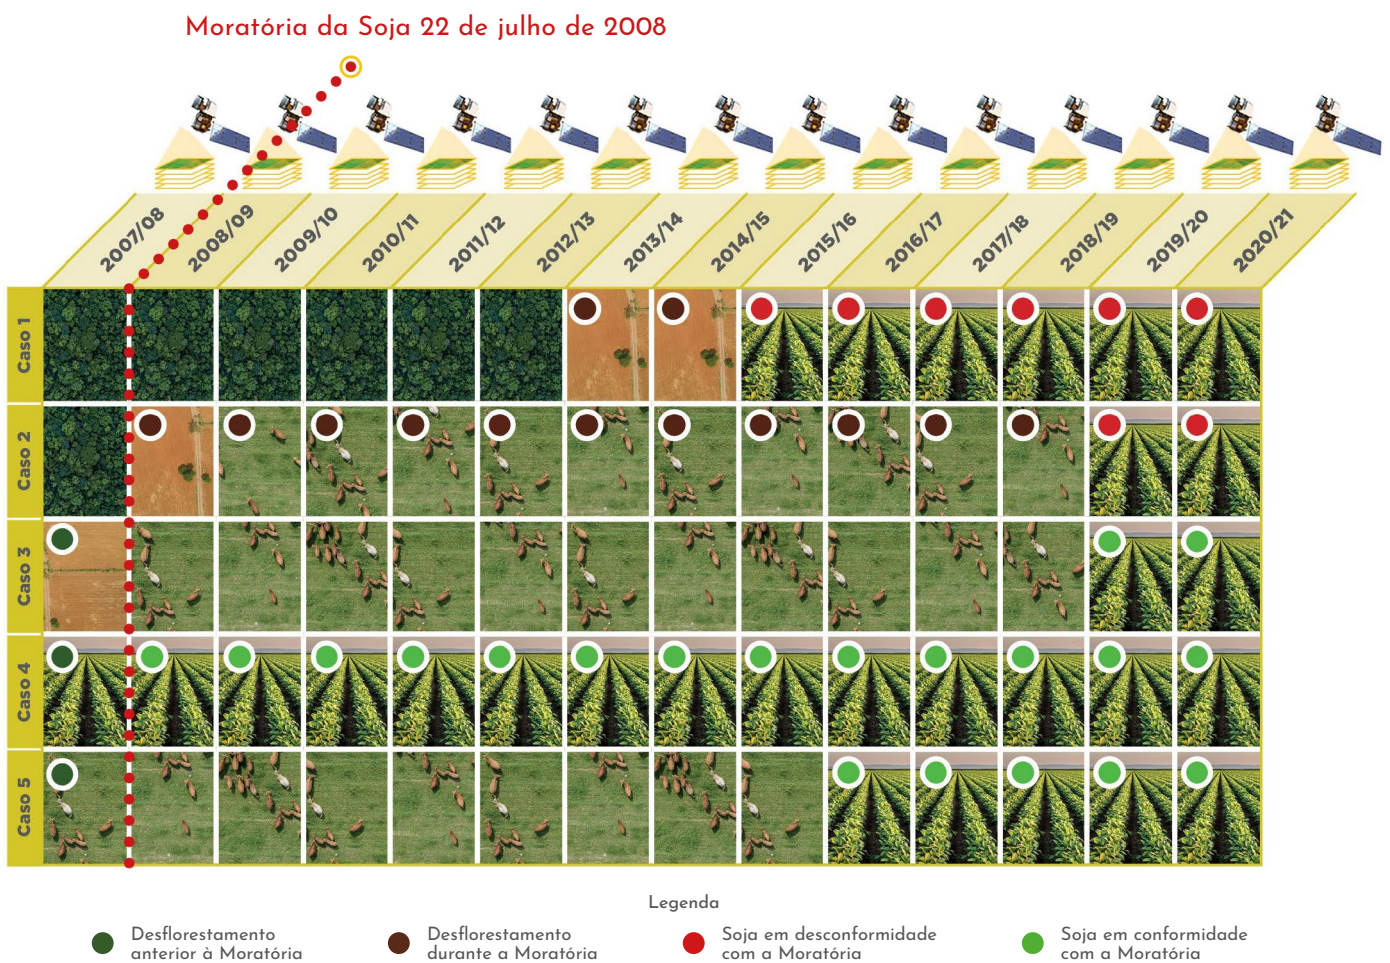 Moratória da Soja 22 de julho de 2008
2007/08
2008/09
2009/10
2010/11
2011/12
2012/13
2013/14
2014/15
2015/16
2016/17
2017/18
2018/19
2019/20
2020/21
Caso 1
Caso 2
Caso 3
Caso 4
Caso 5
Legenda
Desflorestamento
anterior à Moratória
Desflorestamento
durante a Moratória
Soja em desconformidade
com a Moratória
Soja em conformidade
com a Moratória